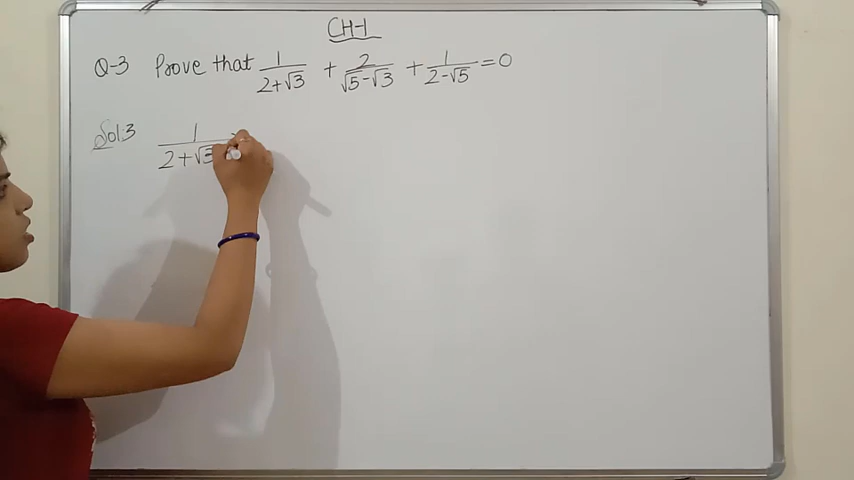 CH-1
Q-3 Prove that 1/(2+√3) + 2/(√5-√3) + 1/(2-√5) = 0
Sol:3 1/(2+√3